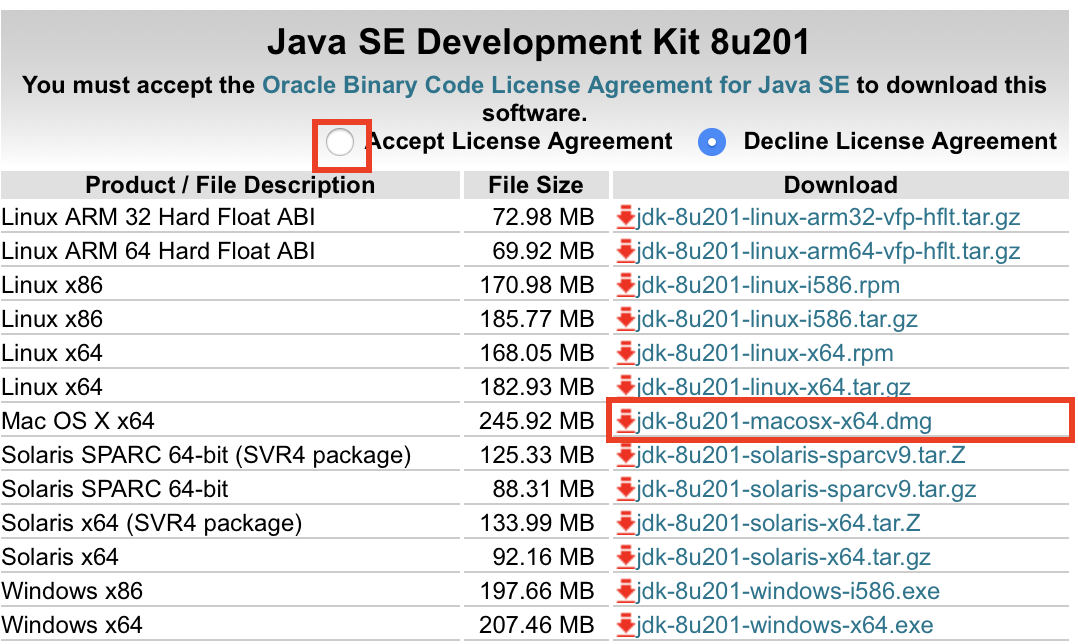 Java SE Development Kit 8u201
You must accept the Oracle Binary Code License Agreement for Java SE to download this
software.
Accept License Agreement Decline License Agreement
Product / File Description File Size Download
Linux ARM 32 Hard Float ABI 72.98 MB jdk-8u201-linux-arm32-vfp-hflt.tar.gz
Linux ARM 64 Hard Float ABI 69.92 MB jdk-8u201-linux-arm64-vfp-hflt.tar.gz
Linux x86 170.98 MB jdk-8u201-linux-i586.rpm
Linux x86 185.77 MB jdk-8u201-linux-i586.tar.gz
Linux x64 168.05 MB jdk-8u201-linux-x64.rpm
Linux x64 182.93 MB jdk-8u201-linux-x64.tar.gz
Mac OS X x64 245.92 MB jdk-8u201-macosx-x64.dmg
Solaris SPARC 64-bit (SVR4 package) 125.33 MB jdk-8u201-solaris-sparcv9.tar.Z
Solaris SPARC 64-bit 88.31 MB jdk-8u201-solaris-sparcv9.tar.gz
Solaris x64 (SVR4 package) 133.99 MB jdk-8u201-solaris-x64.tar.Z
Solaris x64 92.16 MB jdk-8u201-solaris-x64.tar.gz
Windows x86 197.66 MB jdk-8u201-windows-i586.exe
Windows x64 207.46 MB jdk-8u201-windows-x64.exe